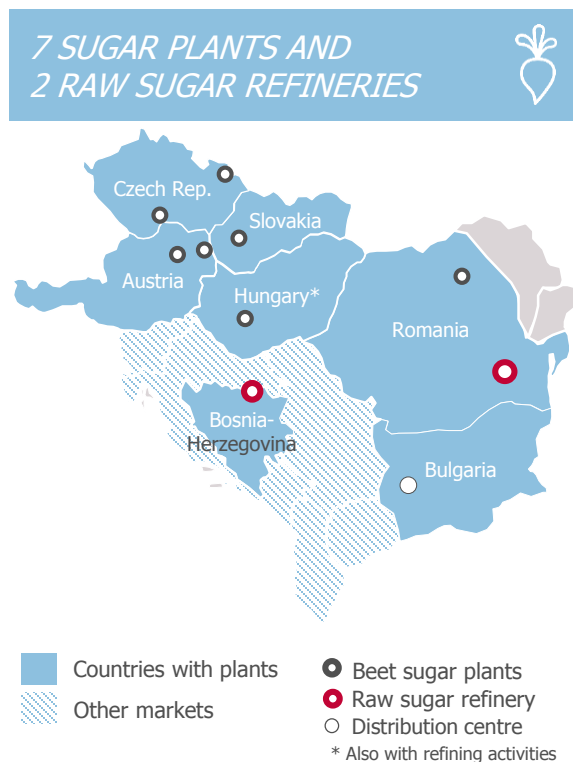 7 SUGAR PLANTS AND
2 RAW SUGAR REFINERIES
Czech Rep.
Slovakia
Austria
Hungary*
Romania
Bosnia-
Herzegovina
Bulgaria
Countries with plants
Other markets
Beet sugar plants
Raw sugar refinery
Distribution centre
* Also with refining activities